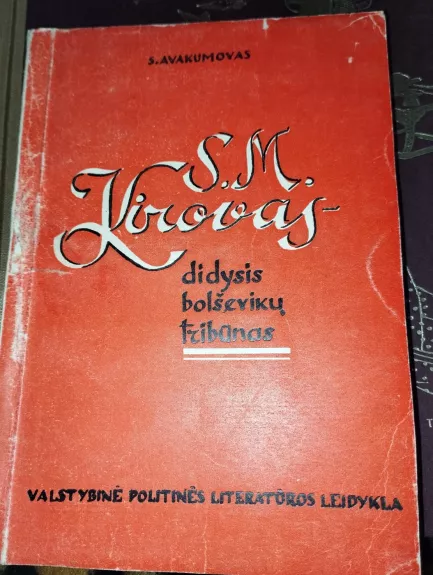 S. AVAKUMOVAS
S. M.
Kirovas–
didysis
bolševikų
tribūnas
VALSTYBINĖ POLITINĖS LITERATŪROS LEIDYKLA